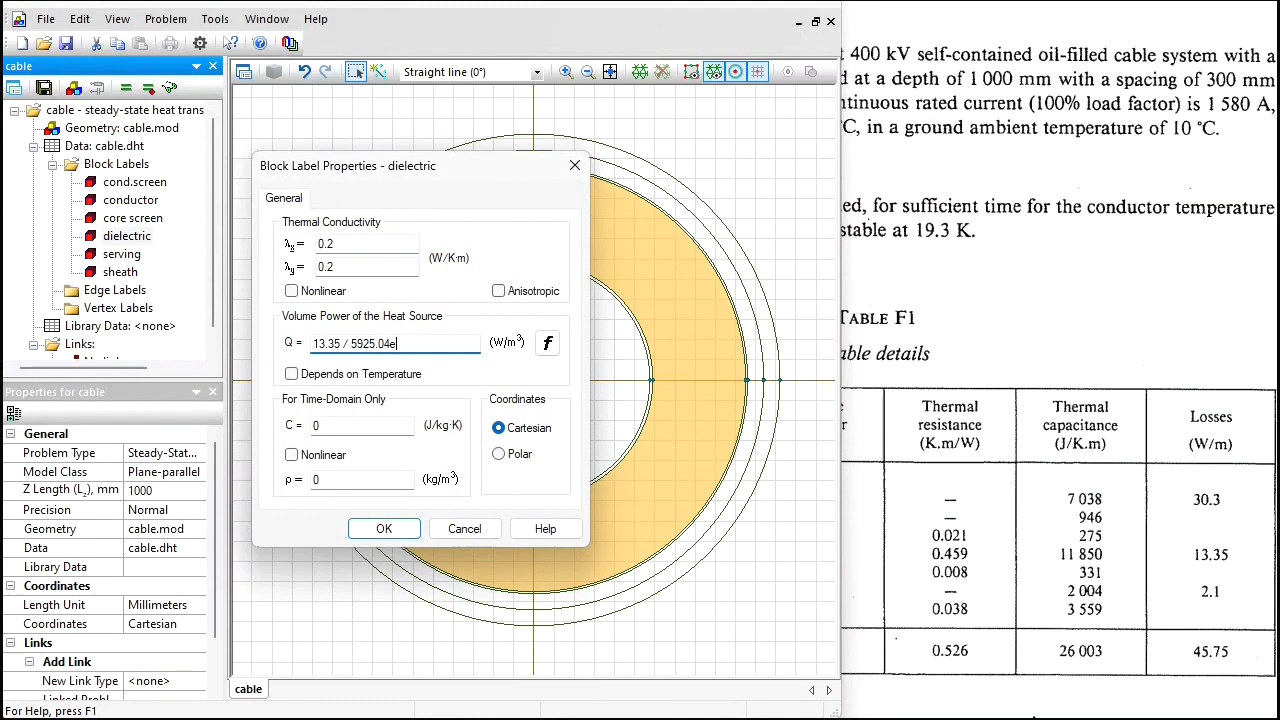 File Edit View Problem Tools Window Help
Straight line (0°)
cable
cable - steady-state heat trans
Geometry: cable.mod
Data: cable.dht
Block Labels
cond.screen
conductor
core screen
dielectric
serving
sheath
Edge Labels
Vertex Labels
Library Data: <none>
Links:
Properties for cable
General
Problem Type Steady-Stat...
Model Class Plane-parallel
Z Length (Lz), mm 1000
Precision Normal
Geometry cable.mod
Data cable.dht
Library Data
Coordinates
Length Unit Millimeters
Coordinates Cartesian
Links
Add Link
New Link Type <none>
For Help, press F1
Block Label Properties - dielectric
General
Thermal Conductivity
λx = 0.2
λy = 0.2
(W/K·m)
Nonlinear Anisotropic
Volume Power of the Heat Source
Q = 13.35 / 5925.04e (W/m³) f
Depends on Temperature
For Time-Domain Only
C = 0 (J/kg·K)
Nonlinear
ρ = 0 (kg/m³)
Coordinates
Cartesian
Polar
OK Cancel Help
cable
400 kV self-contained oil-filled cable system with a
at a depth of 1 000 mm with a spacing of 300 mm
rated current (100% load factor) is 1 580 A,
°C, in a ground ambient temperature of 10 °C.
for sufficient time for the conductor temperature
stable at 19.3 K.
TABLE F1
details
Thermal resistance (K.m/W) Thermal capacitance (J/K.m) Losses (W/m)
— 7 038 30.3
— 946
0.021 275
0.459 11 850 13.35
0.008 331
— 2 004 2.1
0.038 3 559
0.526 26 003 45.75